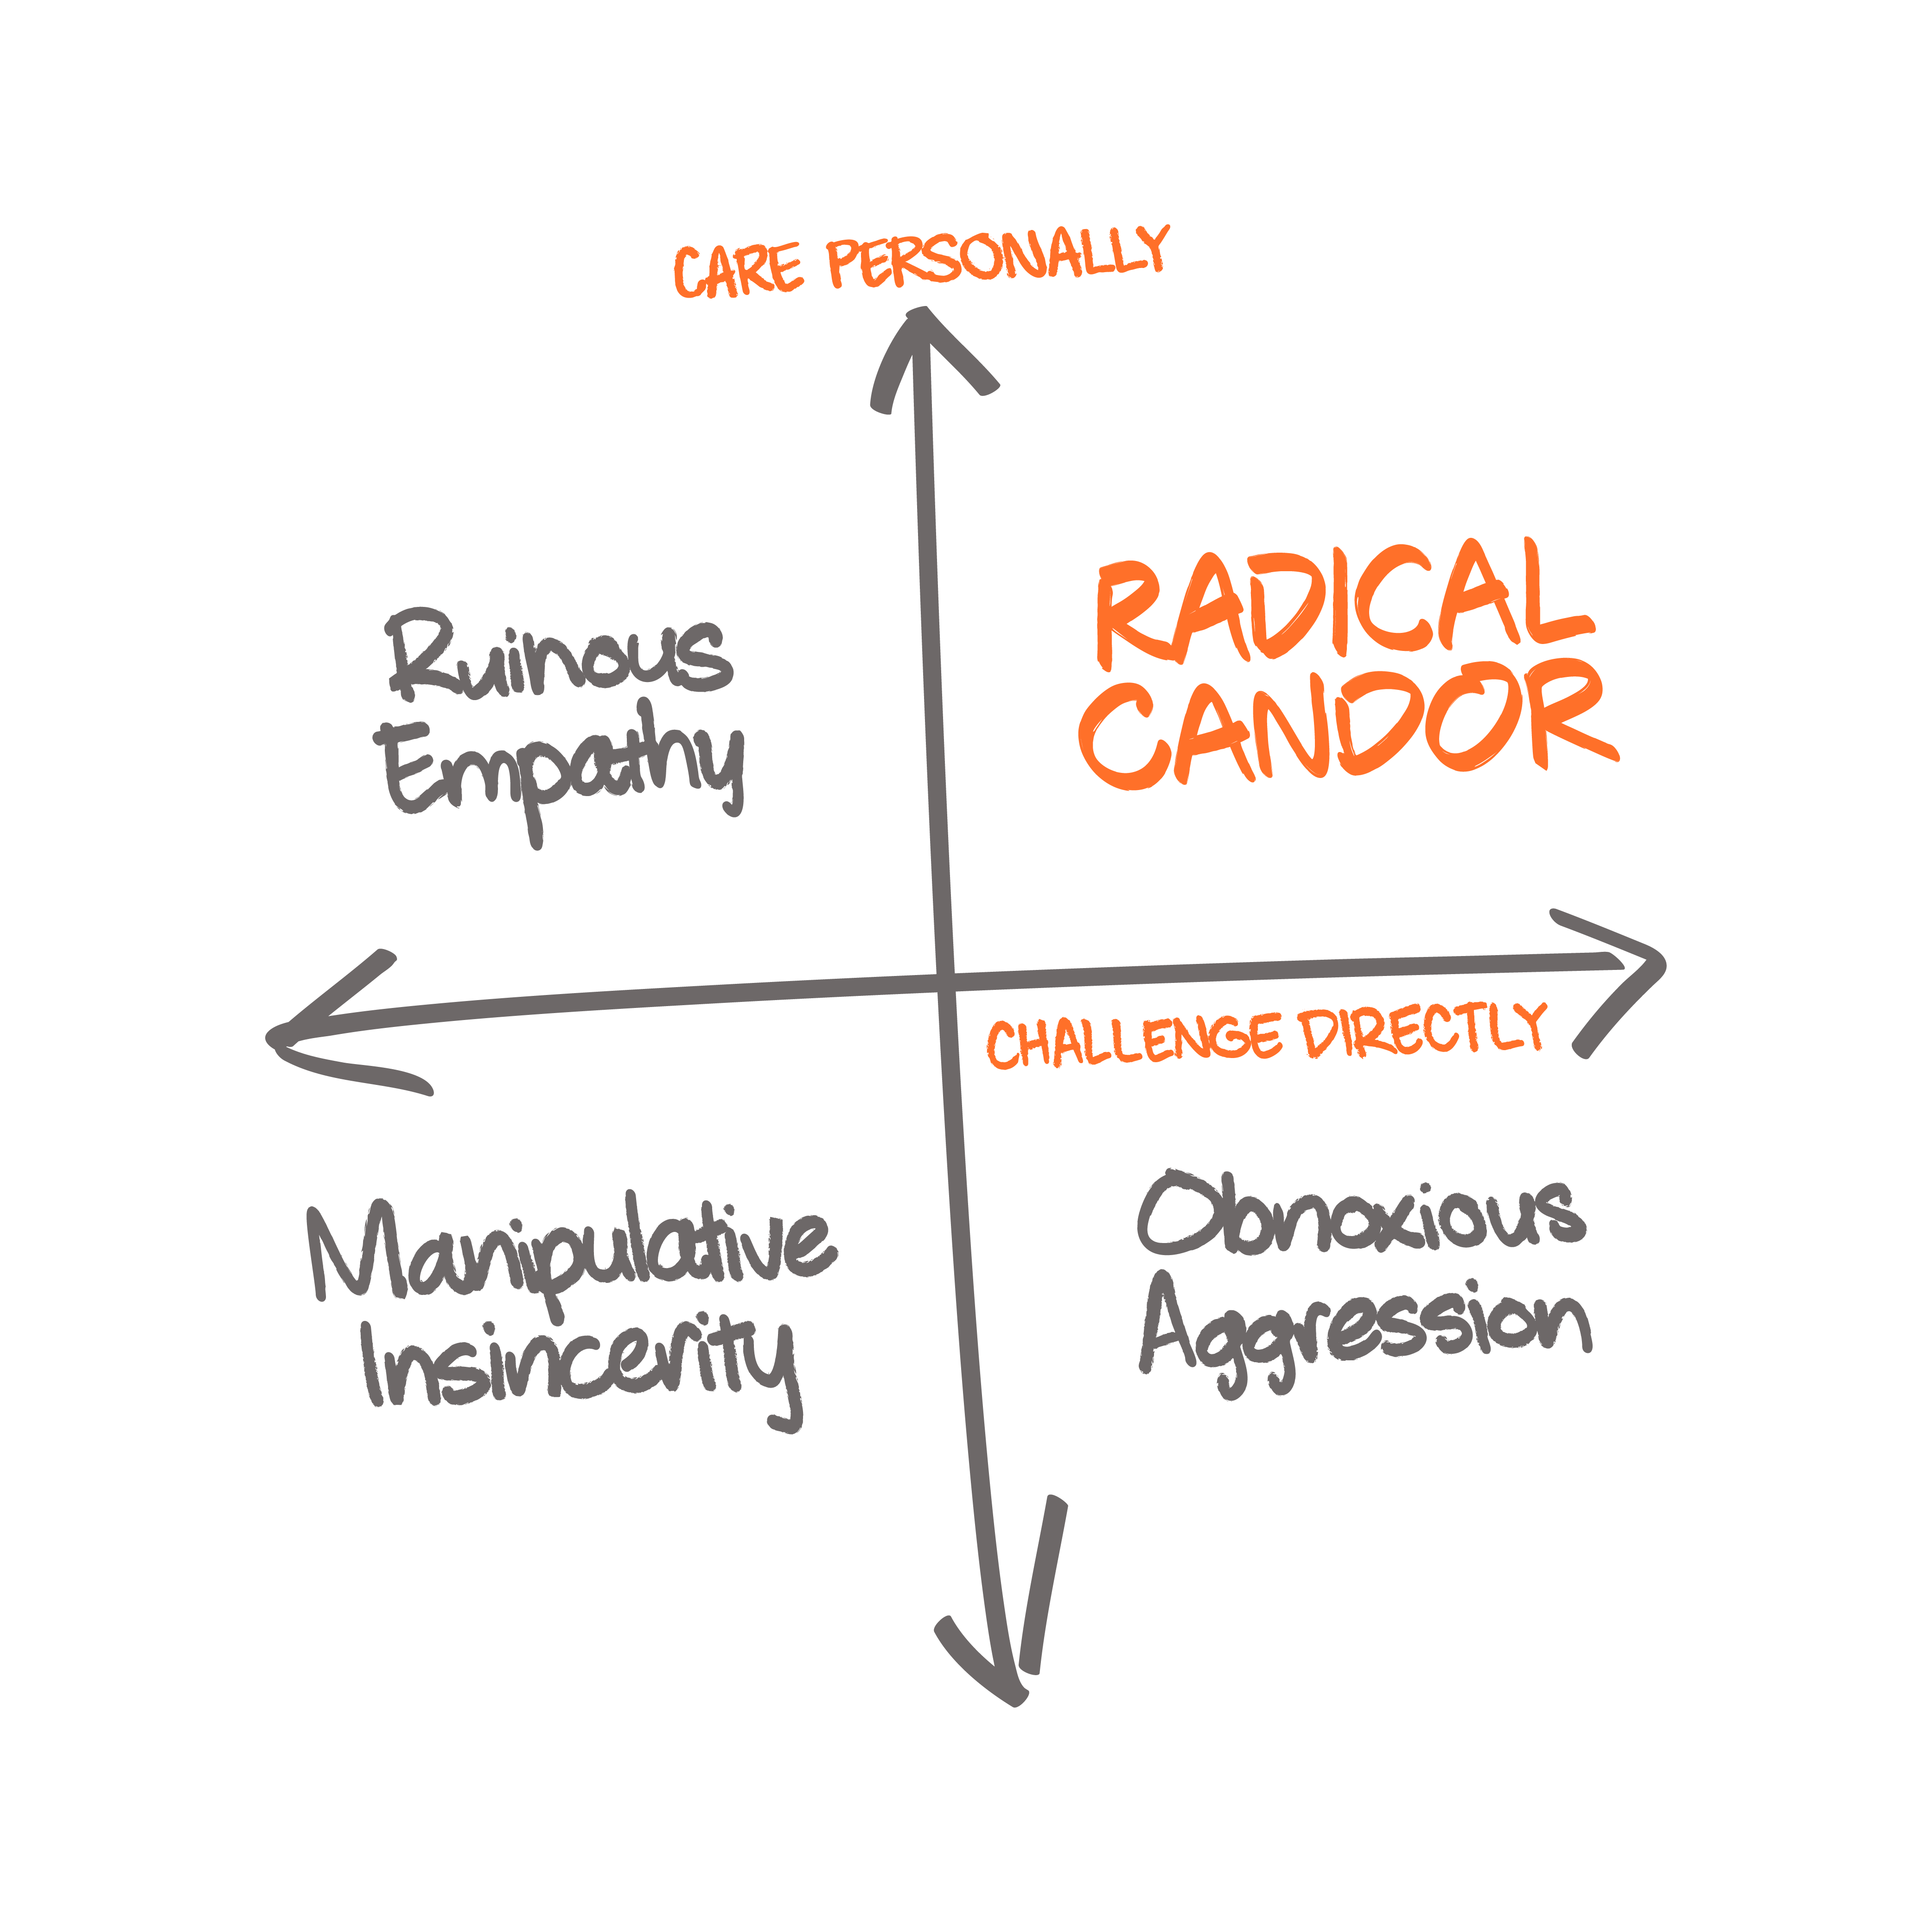 CARE PERSONALLY
Ruinous
Empathy
RADICAL
CANDOR
CHALLENGE DIRECTLY
Manipulative
Insincerity
Obnoxious
Aggression